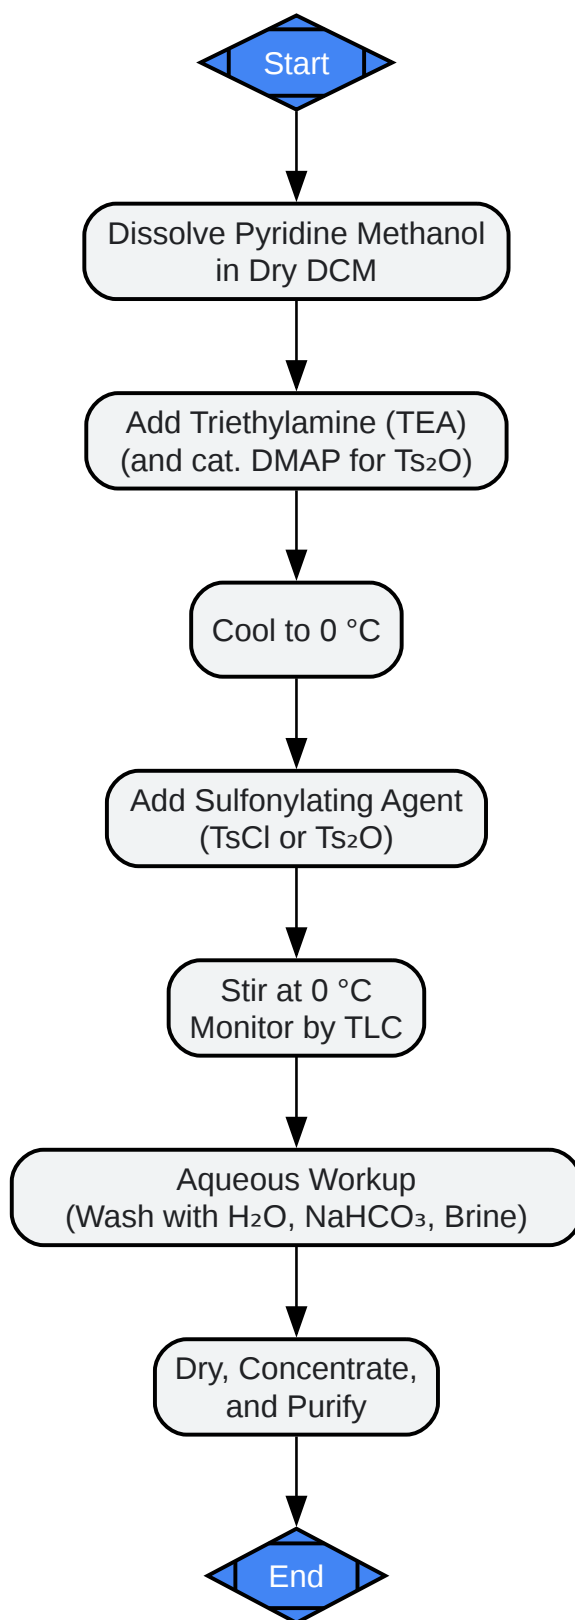 Start
Dissolve Pyridine Methanol
in Dry DCM
Add Triethylamine (TEA)
(and cat. DMAP for Ts₂O)
Cool to 0 °C
Add Sulfonylating Agent
(TsCl or Ts₂O)
Stir at 0 °C
Monitor by TLC
Aqueous Workup
(Wash with H₂O, NaHCO₃, Brine)
Dry, Concentrate,
and Purify
End